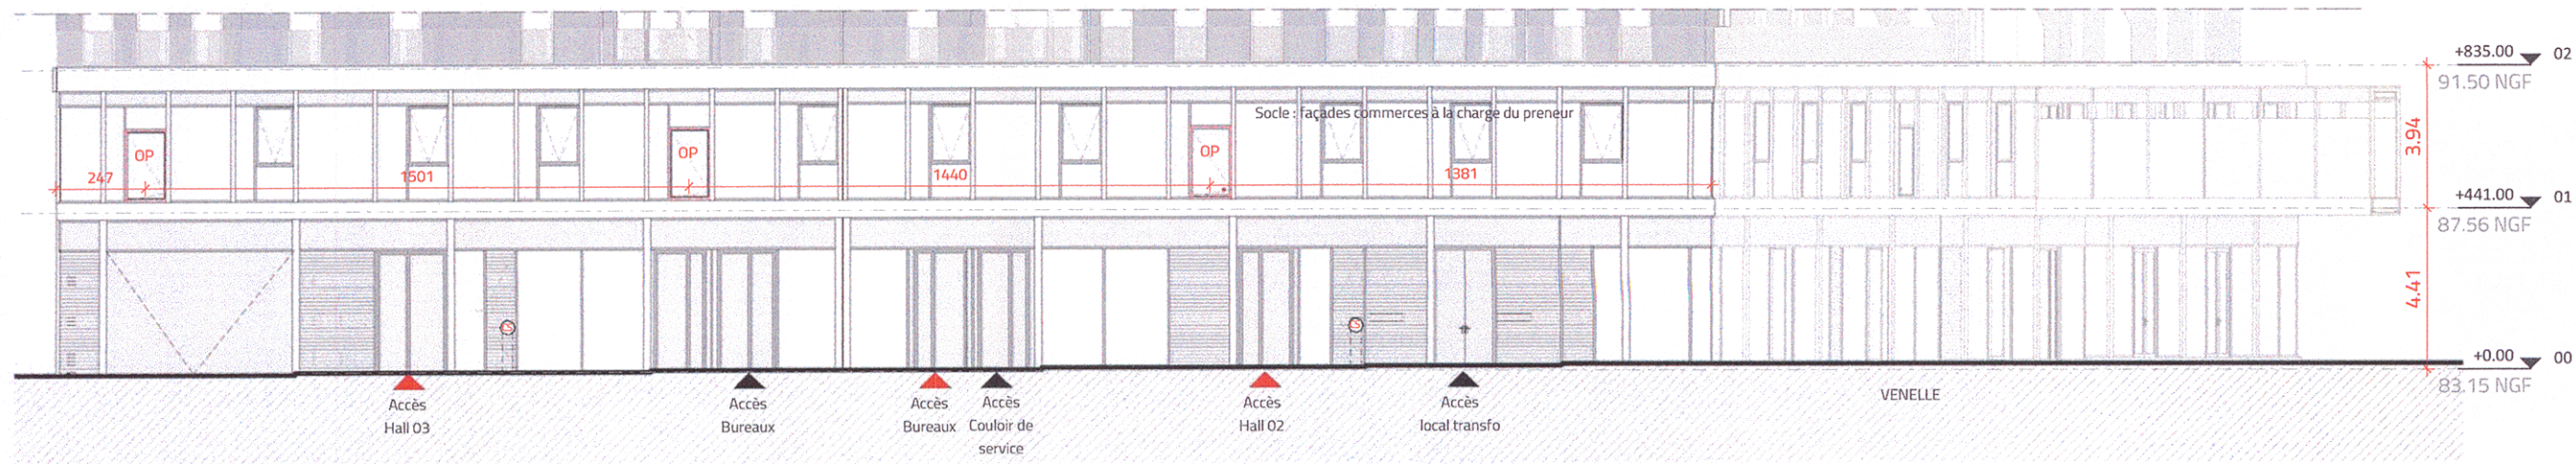 +835.00 02
91.50 NGF
Socle : façades commerces à la charge du preneur
OP
OP
OP
3.94
247
1501
1440
1381
+441.00 01
87.56 NGF
4.41
CS
CS
+0.00 00
83.15 NGF
Accès
Hall 03
Accès
Bureaux
Accès
Bureaux
Accès
Couloir de
service
Accès
Hall 02
Accès
local transfo
VENELLE